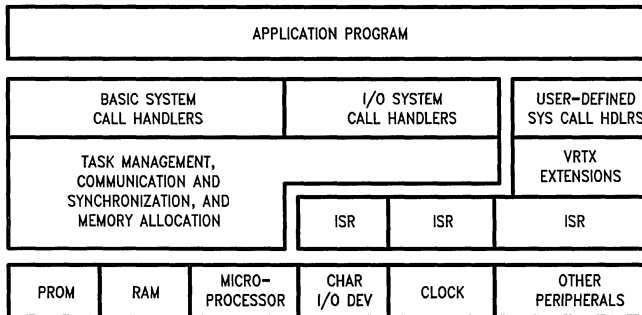 APPLICATION PROGRAM
BASIC SYSTEM
CALL HANDLERS
I/O SYSTEM
CALL HANDLERS
USER-DEFINED
SYS CALL HDLRS
TASK MANAGEMENT,
COMMUNICATION AND
SYNCHRONIZATION, AND
MEMORY ALLOCATION
VRTX
EXTENSIONS
ISR
ISR
ISR
PROM
RAM
MICRO-
PROCESSOR
CHAR
I/O DEV
CLOCK
OTHER
PERIPHERALS